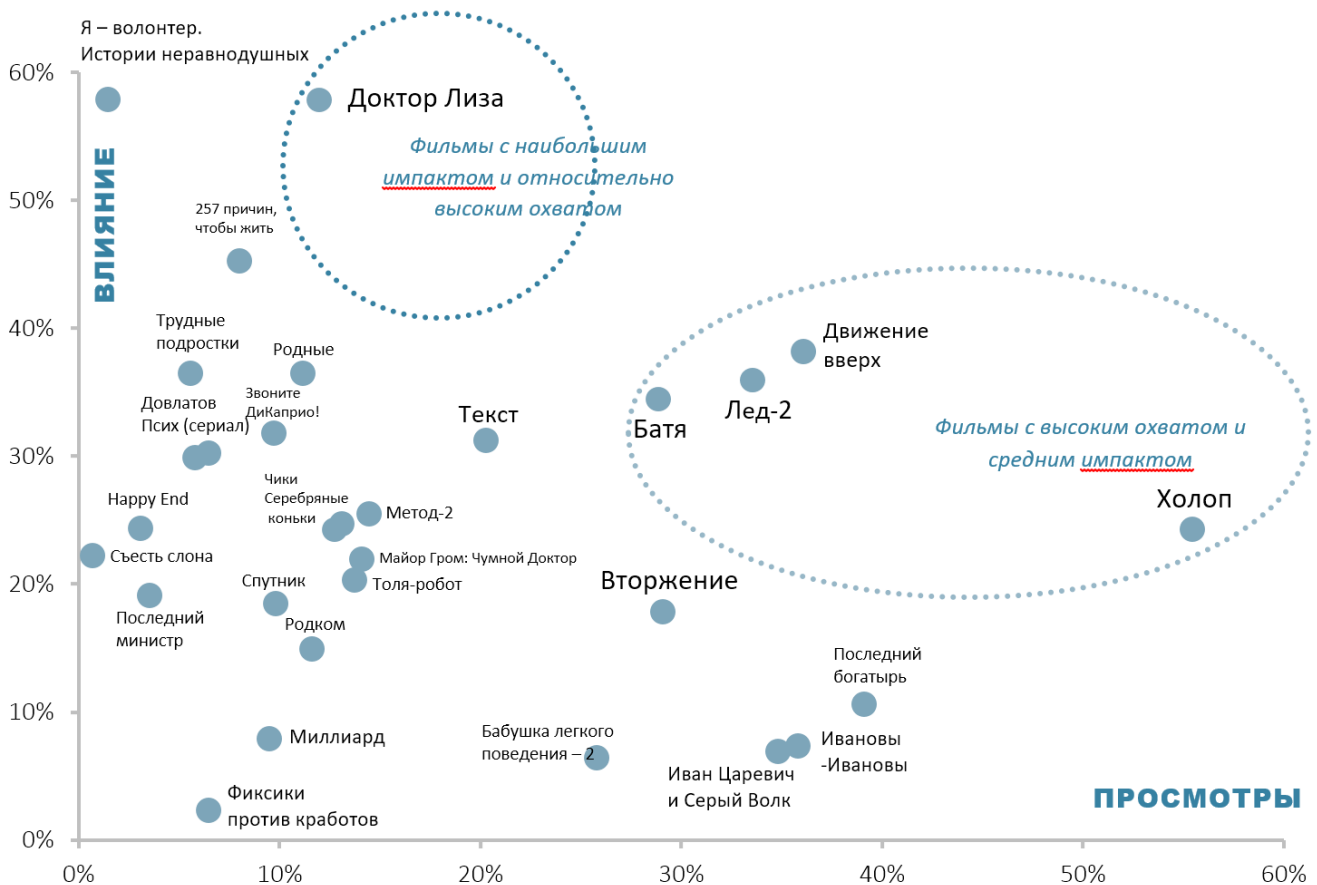 Я – волонтер.
Истории неравнодушных
60%
Доктор Лиза
ВЛИЯНИЕ
Фильмы с наибольшим
импактом и относительно
высоким охватом
50%
257 причин,
чтобы жить
40%
Трудные
подростки
Родные
Движение
вверх
Звоните
ДиКаприо!
Довлатов
Псих (сериал)
Текст
Батя
Лед-2
Фильмы с высоким охватом и
средним импактом
30%
Чики
Серебряные
коньки
Happy End
Метод-2
Холоп
Съесть слона
Майор Гром: Чумной Доктор
20%
Спутник
Толя-робот
Вторжение
Последний
министр
Родком
Последний
богатырь
10%
Миллиард
Бабушка легкого
поведения – 2
Ивановы
-Ивановы
Иван Царевич
и Серый Волк
Фиксики
против кработов
ПРОСМОТРЫ
0%
0%
10%
20%
30%
40%
50%
60%